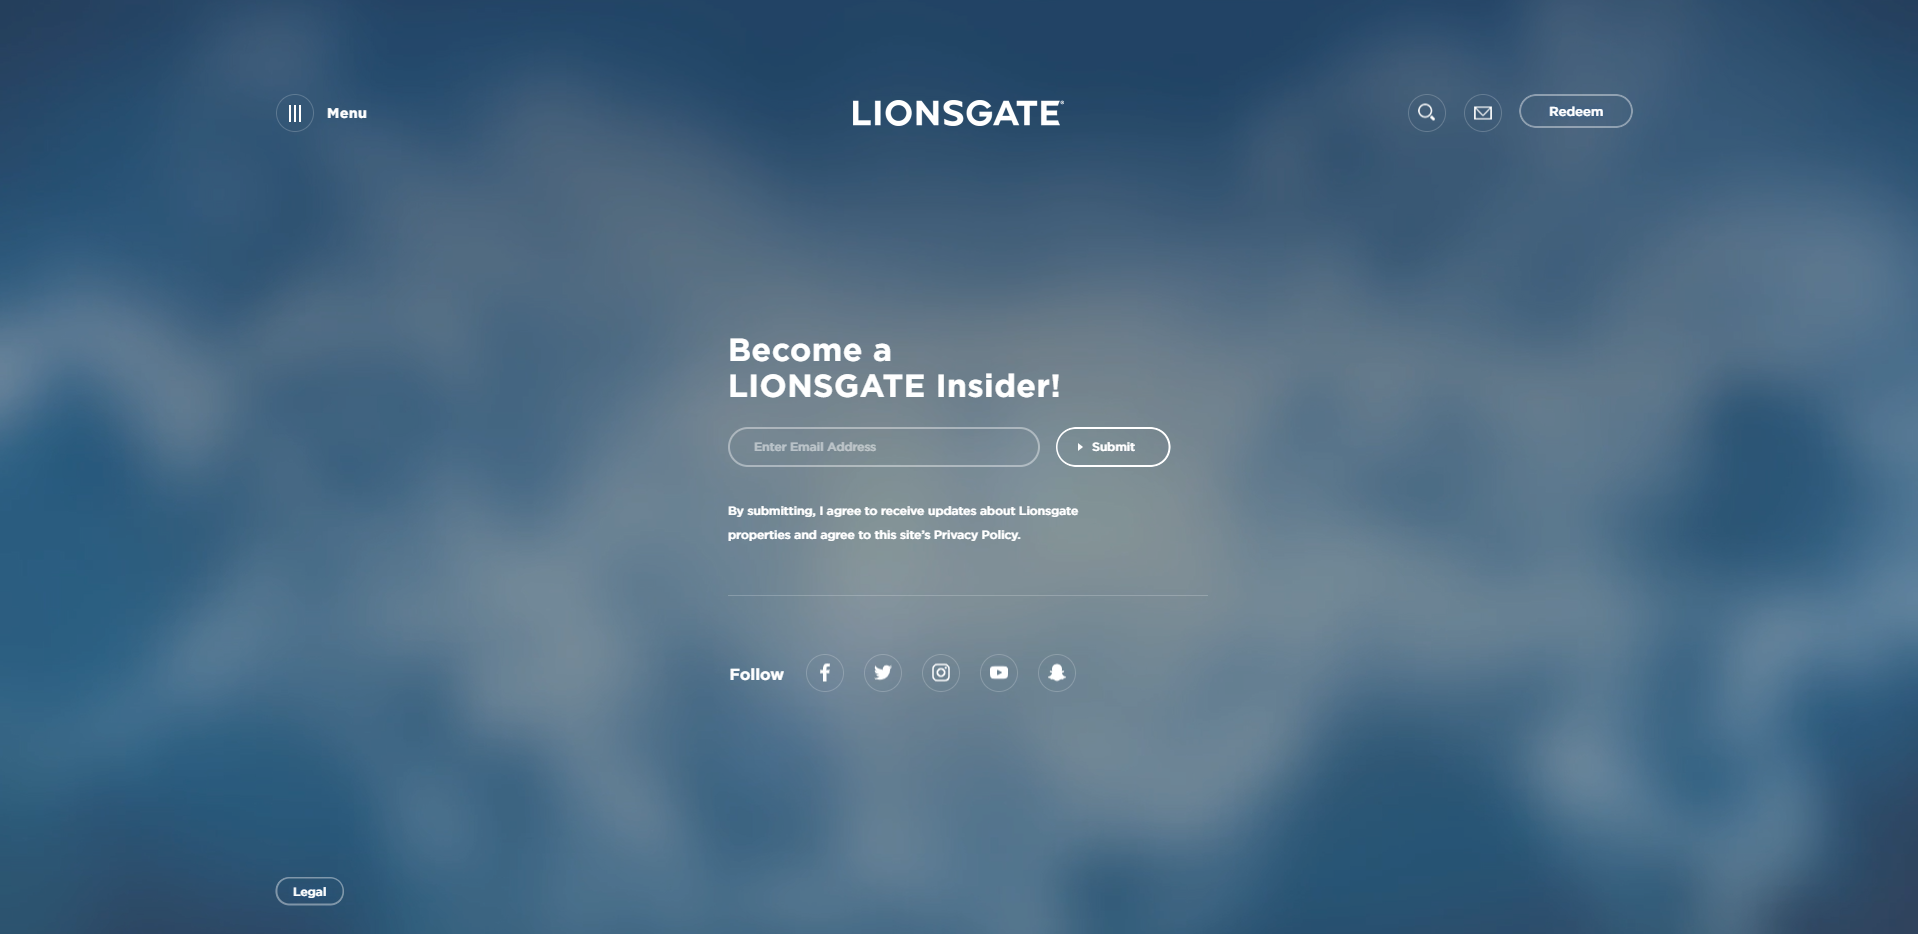 Menu
LIONSGATE®
Redeem
Become a
LIONSGATE Insider!
Enter Email Address
Submit
By submitting, I agree to receive updates about Lionsgate
properties and agree to this site's Privacy Policy.
Follow
Legal